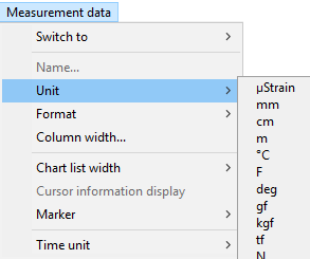 Measurement data
Switch to
Name...
Unit
Format
Column width...
Chart list width
Cursor information display
Marker
Time unit
µStrain
mm
cm
m
°C
F
deg
gf
kgf
tf
N